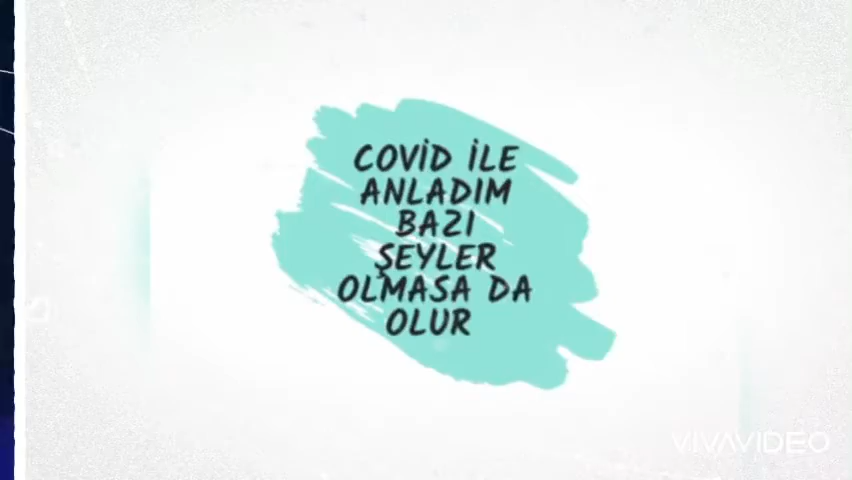 COVİD İLE
ANLADIM
BAZI
ŞEYLER
OLMASA DA
OLUR
VIVAVIDEO